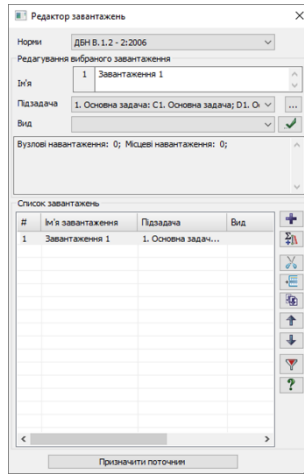 Редактор завантажень
Норми ДБН В.1.2 - 2:2006
Редагування вибраного завантаження
Ім'я 1 Завантаження 1
Підзадача 1. Основна задача: C1. Основна задача; D1. О
Вид
Вузлові навантаження: 0; Місцеві навантаження: 0;
Список завантажень
# Ім'я завантаження Підзадача Вид
1 Завантаження 1 1. Основна задач...
Призначити поточним